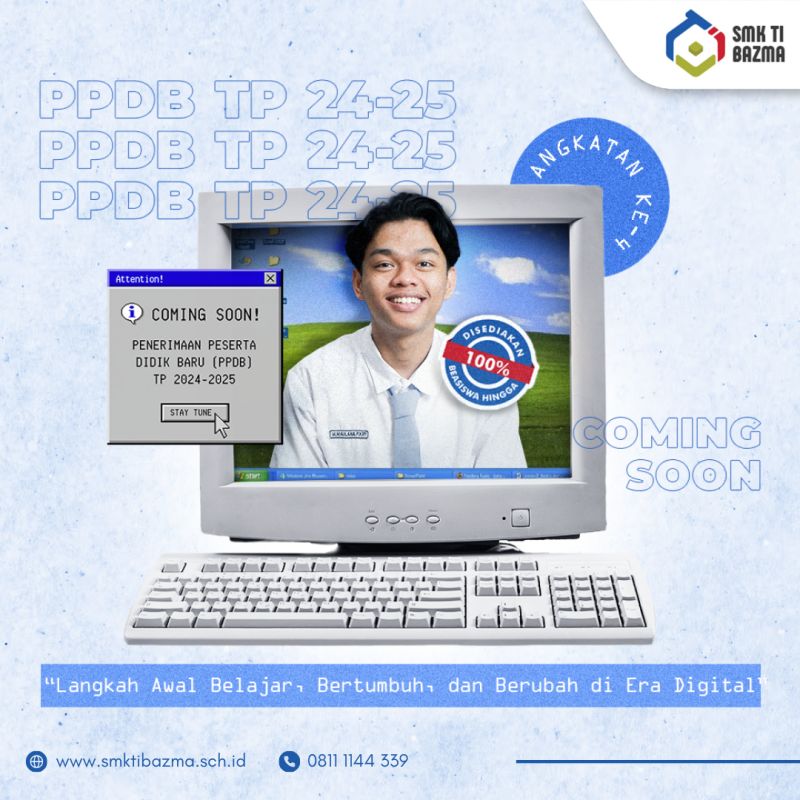 SMK TI
BAZMA
PPDB TP 24-25
PPDB TP 24-25
PPDB TP 24-25
ANGKATAN KE-4
Attention!
COMING SOON!
PENERIMAAN PESERTA
DIDIK BARU (PPDB)
TP 2024-2025
STAY TUNE
DISEDIAKAN
100%
BEASISWA HINGGA
start
COMING
SOON
“Langkah Awal Belajar, Bertumbuh, dan Berubah di Era Digital”
www.smktibazma.sch.id
0811 1144 339